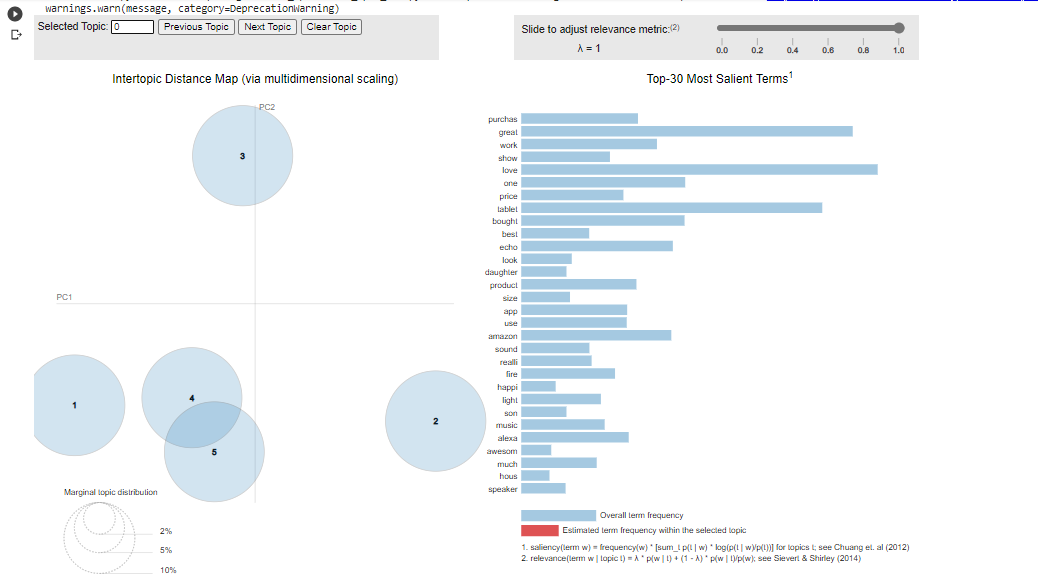 warnings.warn(message, category=DeprecationWarning)
Selected Topic: 0 Previous Topic Next Topic Clear Topic
Slide to adjust relevance metric:(2)
λ = 1
0.0 0.2 0.4 0.6 0.8 1.0
Intertopic Distance Map (via multidimensional scaling)
PC2
PC1
3
1
4
5
2
Marginal topic distribution
2%
5%
10%
Top-30 Most Salient Terms1
purchas
great
work
show
love
one
price
tablet
bought
best
echo
look
daughter
product
size
app
use
amazon
sound
realli
fire
happi
light
son
music
alexa
awesom
much
hous
speaker
Overall term frequency
Estimated term frequency within the selected topic
1. saliency(term w) = frequency(w) * [sum_t p(t | w) * log(p(t | w)/p(t))] for topics t; see Chuang et. al (2012)
2. relevance(term w | topic t) = λ * p(w | t) + (1 - λ) * p(w | t)/p(w); see Sievert & Shirley (2014)